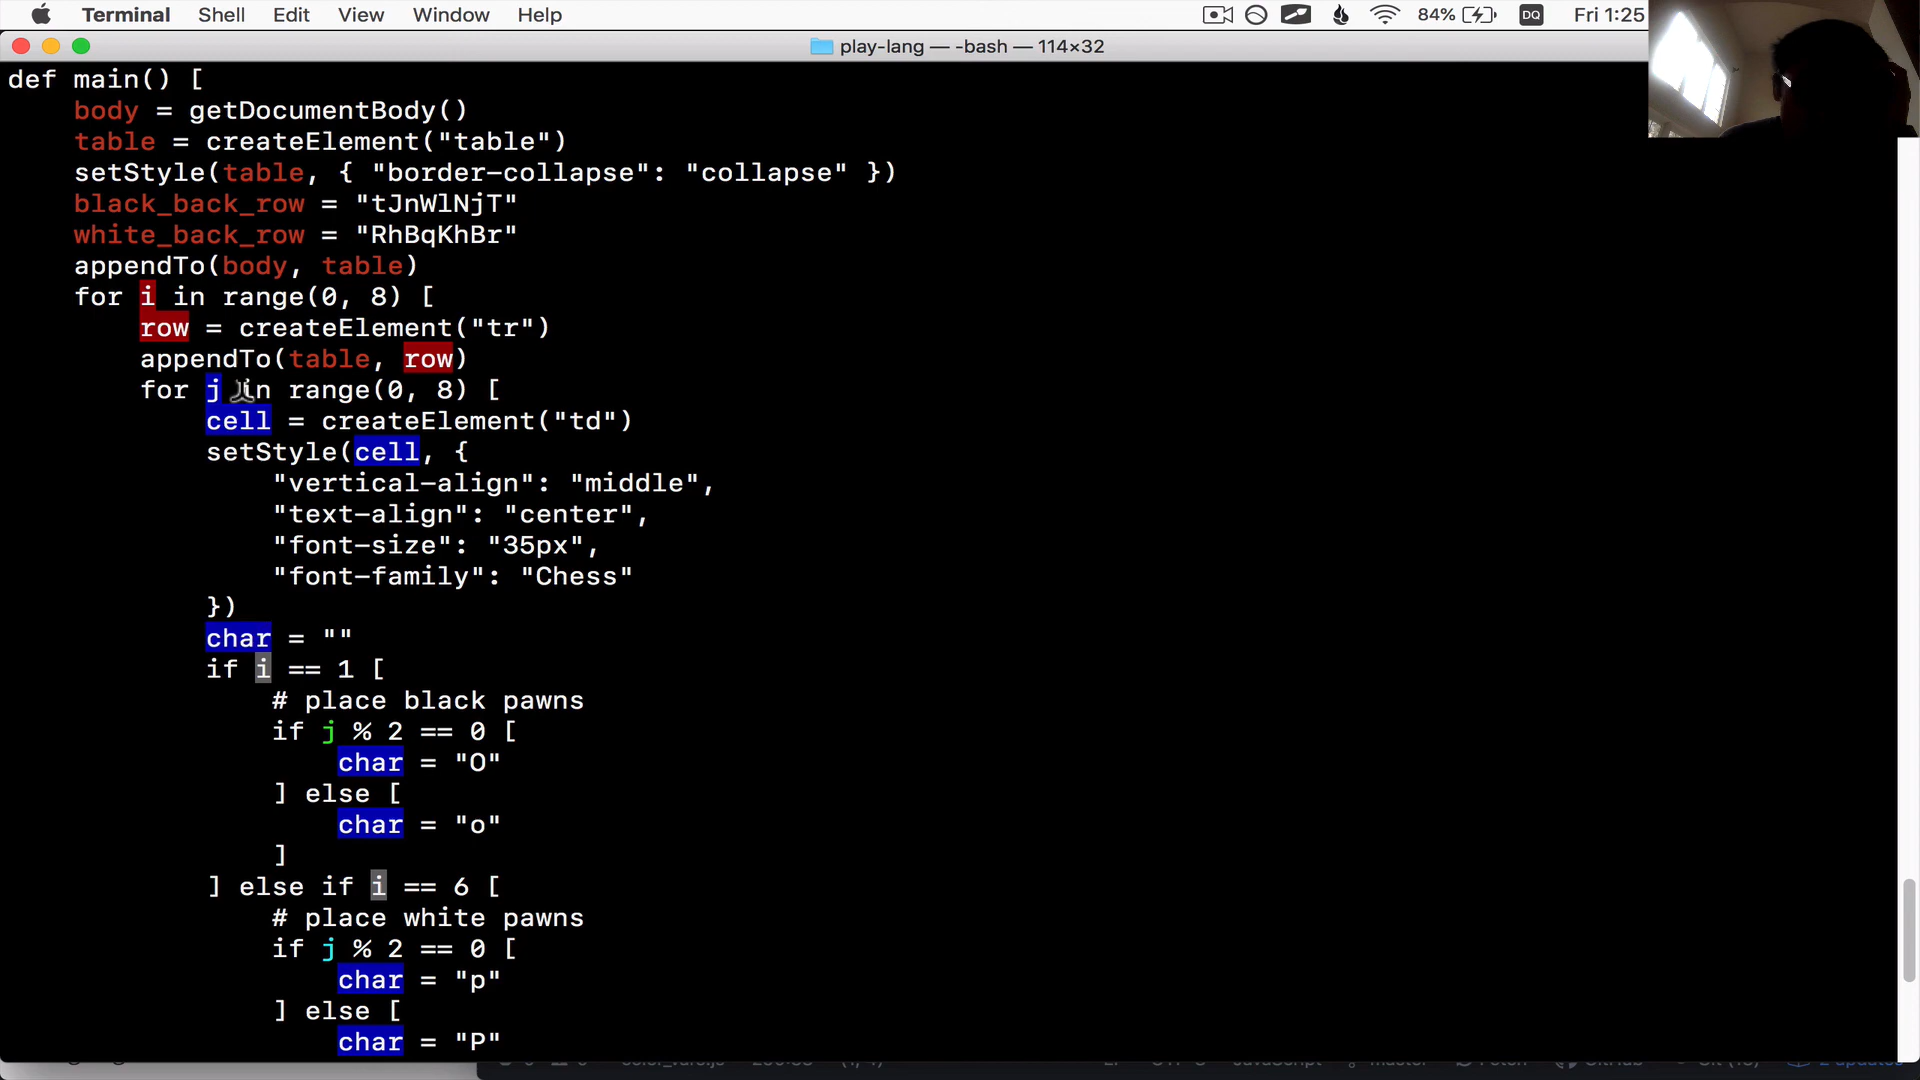 Terminal Shell Edit View Window Help 84% DQ Fri 1:25
play-lang — -bash — 114×32
def main() [
    body = getDocumentBody()
    table = createElement("table")
    setStyle(table, { "border-collapse": "collapse" })
    black_back_row = "tJnWlNjT"
    white_back_row = "RhBqKhBr"
    appendTo(body, table)
    for i in range(0, 8) [
        row = createElement("tr")
        appendTo(table, row)
        for j in range(0, 8) [
            cell = createElement("td")
            setStyle(cell, {
                "vertical-align": "middle",
                "text-align": "center",
                "font-size": "35px",
                "font-family": "Chess"
            })
            char = ""
            if i == 1 [
                # place black pawns
                if j % 2 == 0 [
                    char = "O"
                ] else [
                    char = "o"
                ]
            ] else if i == 6 [
                # place white pawns
                if j % 2 == 0 [
                    char = "p"
                ] else [
                    char = "P"